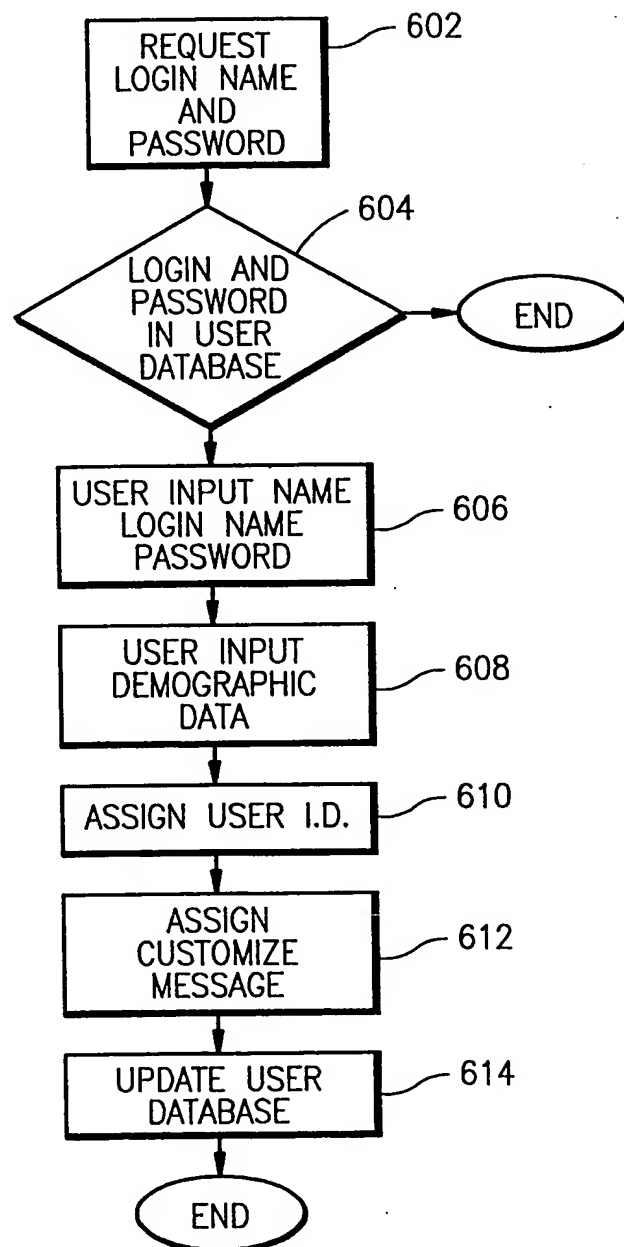 REQUEST
LOGIN NAME
AND
PASSWORD
602
LOGIN AND
PASSWORD
IN USER
DATABASE
604
END
USER INPUT NAME
LOGIN NAME
PASSWORD
606
USER INPUT
DEMOGRAPHIC
DATA
608
ASSIGN USER I.D.
610
ASSIGN
CUSTOMIZE
MESSAGE
612
UPDATE USER
DATABASE
614
END